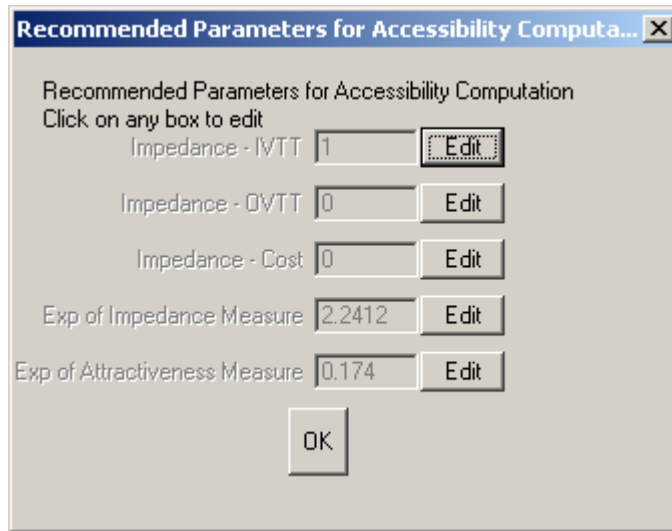 Recommended Parameters for Accessibility Computa...
Recommended Parameters for Accessibility Computation
Click on any box to edit
Impedance - IVTT 1 Edit
Impedance - OVTT 0 Edit
Impedance - Cost 0 Edit
Exp of Impedance Measure 2.2412 Edit
Exp of Attractiveness Measure 0.174 Edit
OK